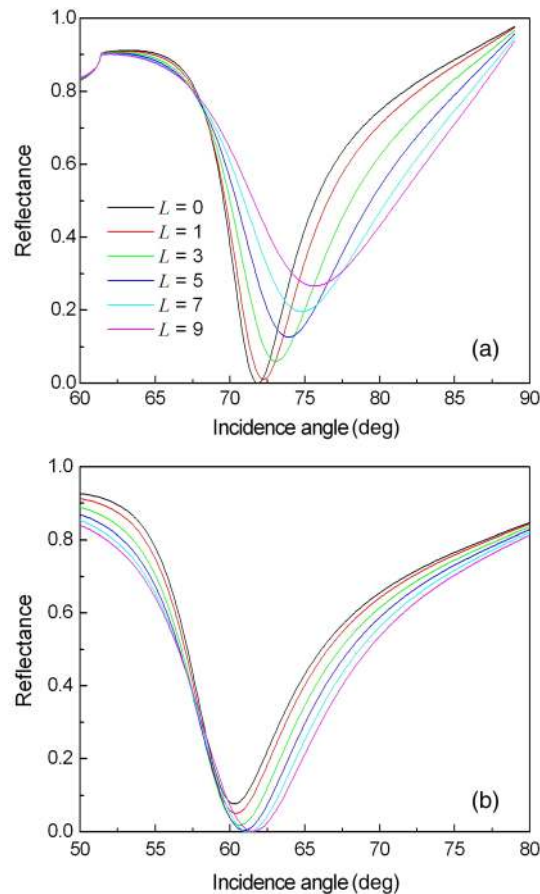 1.0
0.8
0.6
0.4
0.2
0.0
Reflectance
L = 0
L = 1
L = 3
L = 5
L = 7
L = 9
(a)
60 65 70 75 80 85 90
Incidence angle (deg)
1.0
0.8
0.6
0.4
0.2
0.0
Reflectance
(b)
50 55 60 65 70 75 80
Incidence angle (deg)